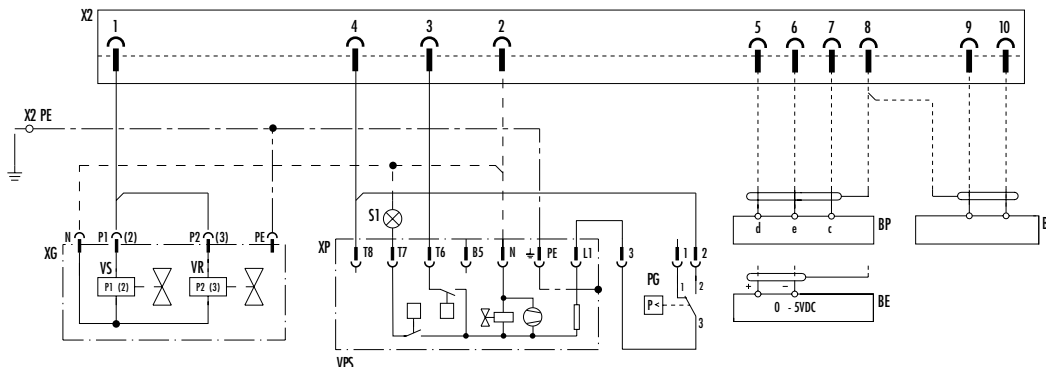 X2
1 4 3 2 5 6 7 8 9 10
X2 PE
S1
XG N P1 (2) P2 (3) PE
XP T8 T7 T6 B5 N PE L1 3 1 2
VS VR
P1 (2) P2 (3)
PG 1 2
P<
3
VPS
d e c BP
+ - BE
0 - 5VDC